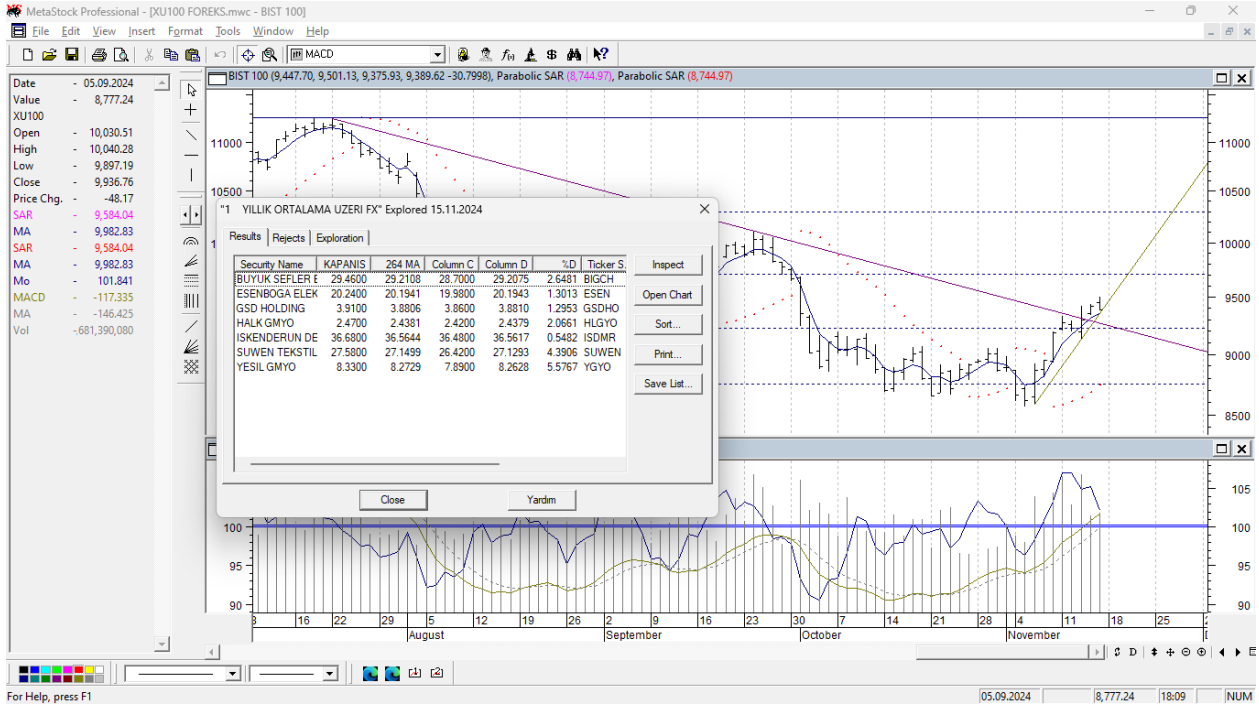 MetaStock Professional - [XU100 FOREKS.mwc - BIST 100]
File Edit View Insert Format Tools Window Help
MACD
BIST 100 (9,447.70, 9,501.13, 9,375.93, 9,389.62 -30.7998), Parabolic SAR (8,744.97), Parabolic SAR (8,744.97)
Date - 05.09.2024
Value - 8,777.24
XU100
Open - 10,030.51
High - 10,040.28
Low - 9,897.19
Close - 9,936.76
Price Chg. - -48.17
SAR - 9,584.04
MA - 9,982.83
SAR - 9,584.04
MA - 9,982.83
Mo - 101.841
MACD - -117.335
MA - -146.425
Vol -681,390,080
11000
10500
11000
10500
10000
9500
9000
8500
"1 YILLIK ORTALAMA UZERI FX" Explored 15.11.2024
Results Rejects Exploration
Security Name KAPANIS 264 MA Column C Column D %D Ticker S.
BUYUK SEFLER E 29.4600 29.2108 28.7000 29.2075 2.6481 BIGCH
ESENBOGA ELEK 20.2400 20.1941 19.9800 20.1943 1.3013 ESEN
GSD HOLDING 3.9100 3.8806 3.8600 3.8810 1.2953 GSDHO
HALK GMYO 2.4700 2.4381 2.4200 2.4379 2.0661 HLGYO
ISKENDERUN DE 36.6800 36.5644 36.4800 36.5617 0.5482 ISDMR
SUWEN TEKSTIL 27.5800 27.1499 26.4200 27.1293 4.3906 SUWEN
YESIL GMYO 8.3300 8.2729 7.8900 8.2628 5.5767 YGYO
Inspect
Open Chart
Sort...
Print...
Save List...
Close Yardım
100
95
90
105
100
95
90
16 22 29 5 12 19 26 2 9 16 23 30 7 14 21 28 4 11 18 25
August September October November
For Help, press F1
05.09.2024 8,777.24 18:09 NUM